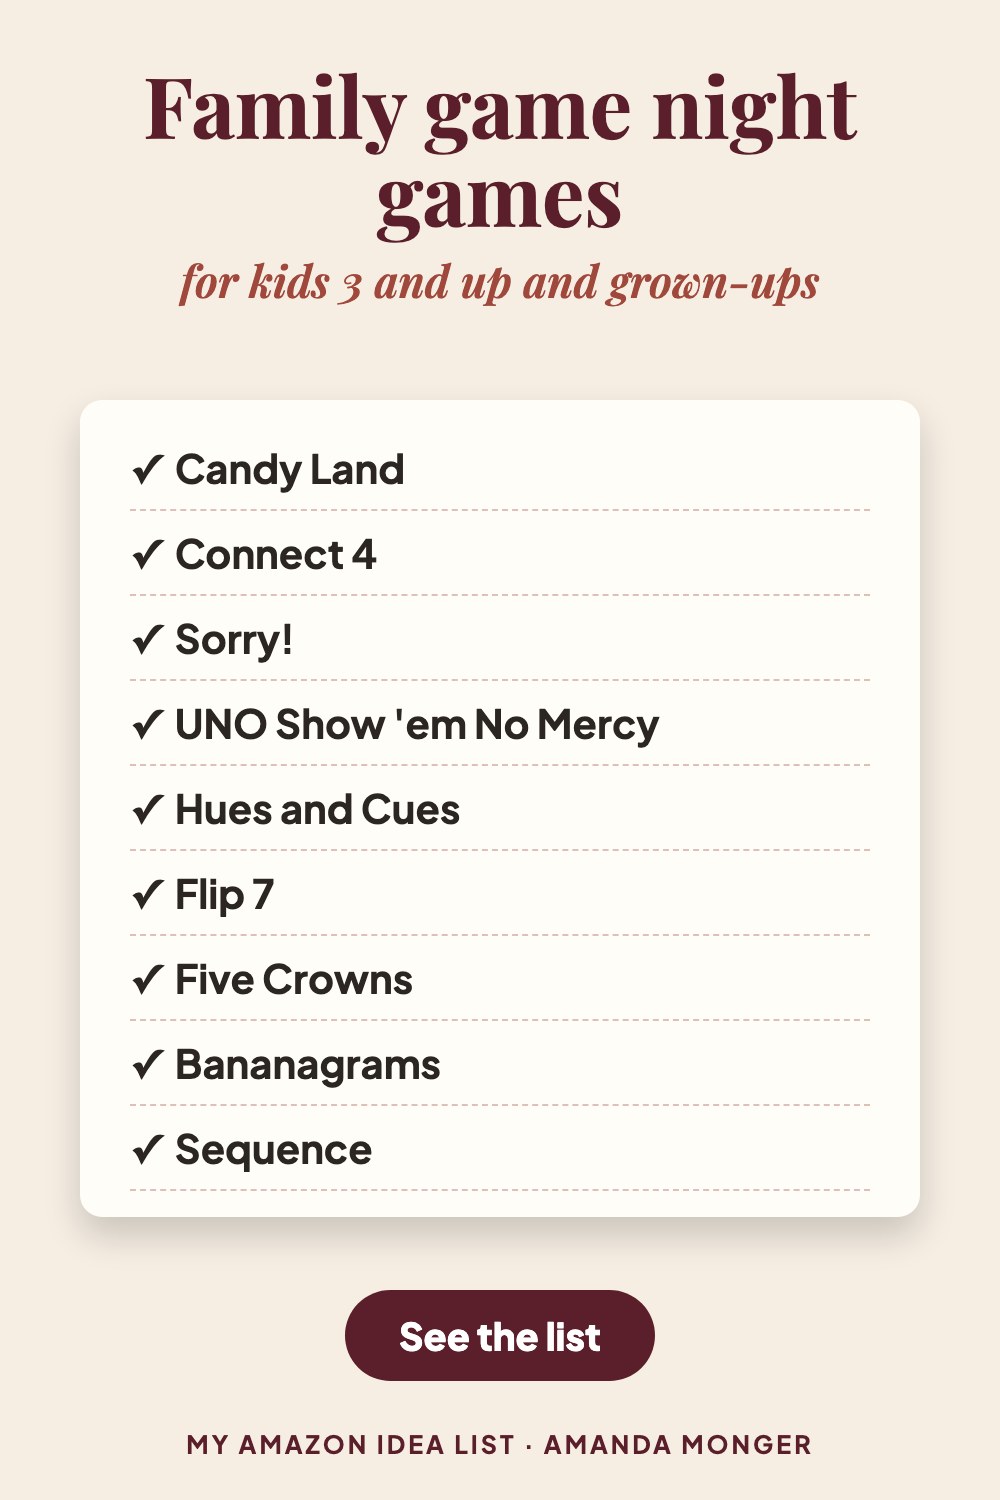 Family game night
games
for kids 3 and up and grown-ups
✓ Candy Land
✓ Connect 4
✓ Sorry!
✓ UNO Show 'em No Mercy
✓ Hues and Cues
✓ Flip 7
✓ Five Crowns
✓ Bananagrams
✓ Sequence
See the list
MY AMAZON IDEA LIST · AMANDA MONGER